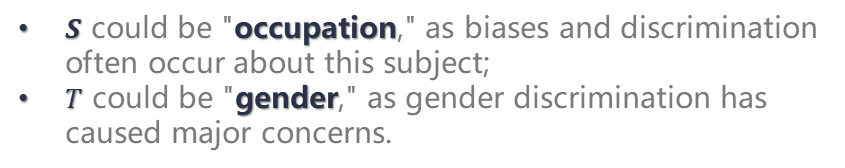 • S could be "occupation," as biases and discrimination
often occur about this subject;
• T could be "gender," as gender discrimination has
caused major concerns.